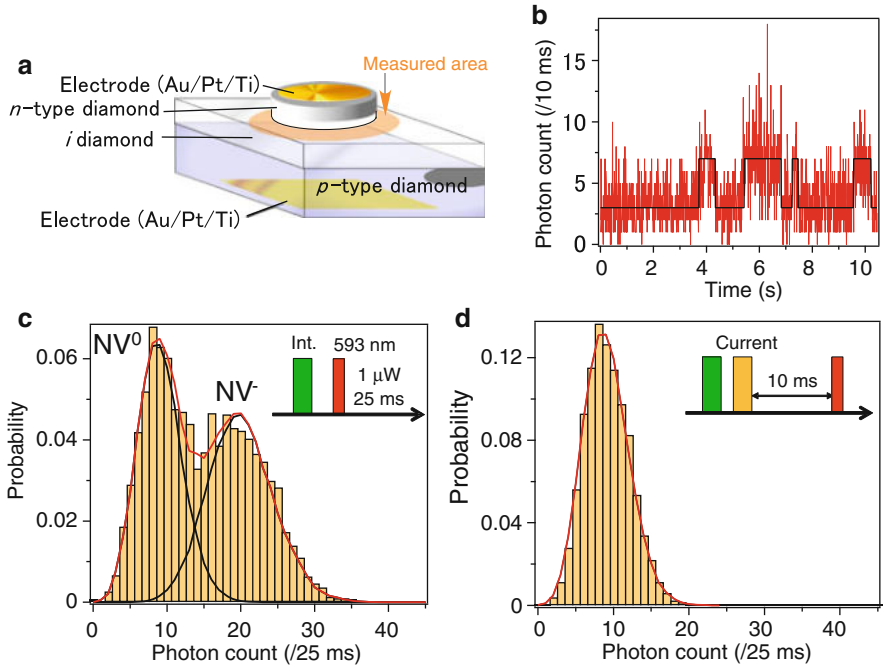 a
Measured area
Electrode (Au/Pt/Ti)
n-type diamond
i diamond
p-type diamond
Electrode (Au/Pt/Ti)
b
Photon count (/10 ms)
15
10
5
0
0 2 4 6 8 10
Time (s)
c
NV⁰
NV⁻
Int. 593 nm
1 μW
25 ms
Probability
0.06
0.04
0.02
0
0 10 20 30 40
Photon count (/25 ms)
d
Current
10 ms
Probability
0.12
0.08
0.04
0
0 10 20 30 40
Photon count (/25 ms)